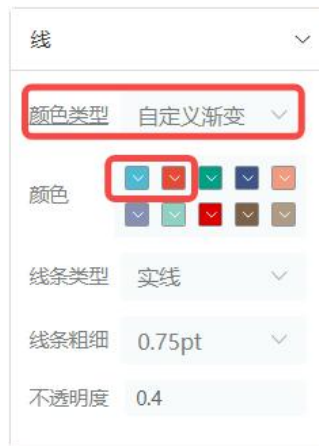 线
颜色类型 自定义渐变
颜色
线条类型 实线
线条粗细 0.75pt
不透明度 0.4